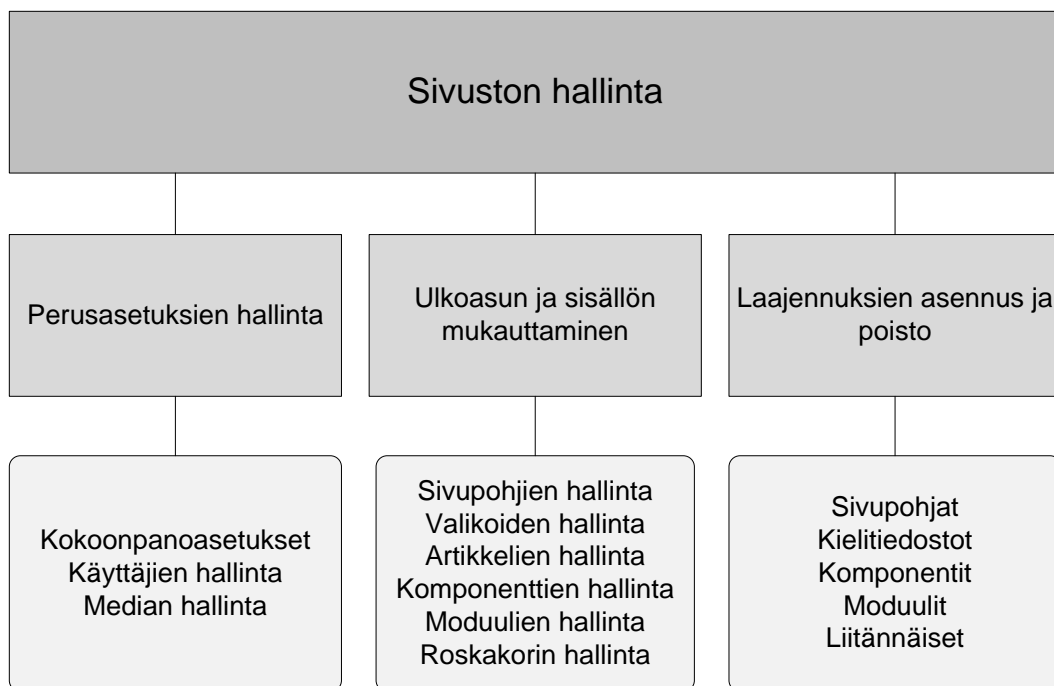 Sivuston hallinta
Perusasetuksien hallinta
Ulkoasun ja sisällön
mukauttaminen
Laajennuksien asennus ja
poisto
Kokoonpanoasetukset
Käyttäjien hallinta
Median hallinta
Sivupohjien hallinta
Valikoiden hallinta
Artikkelien hallinta
Komponenttien hallinta
Moduulien hallinta
Roskakorin hallinta
Sivupohjat
Kielitiedostot
Komponentit
Moduulit
Liitännäiset